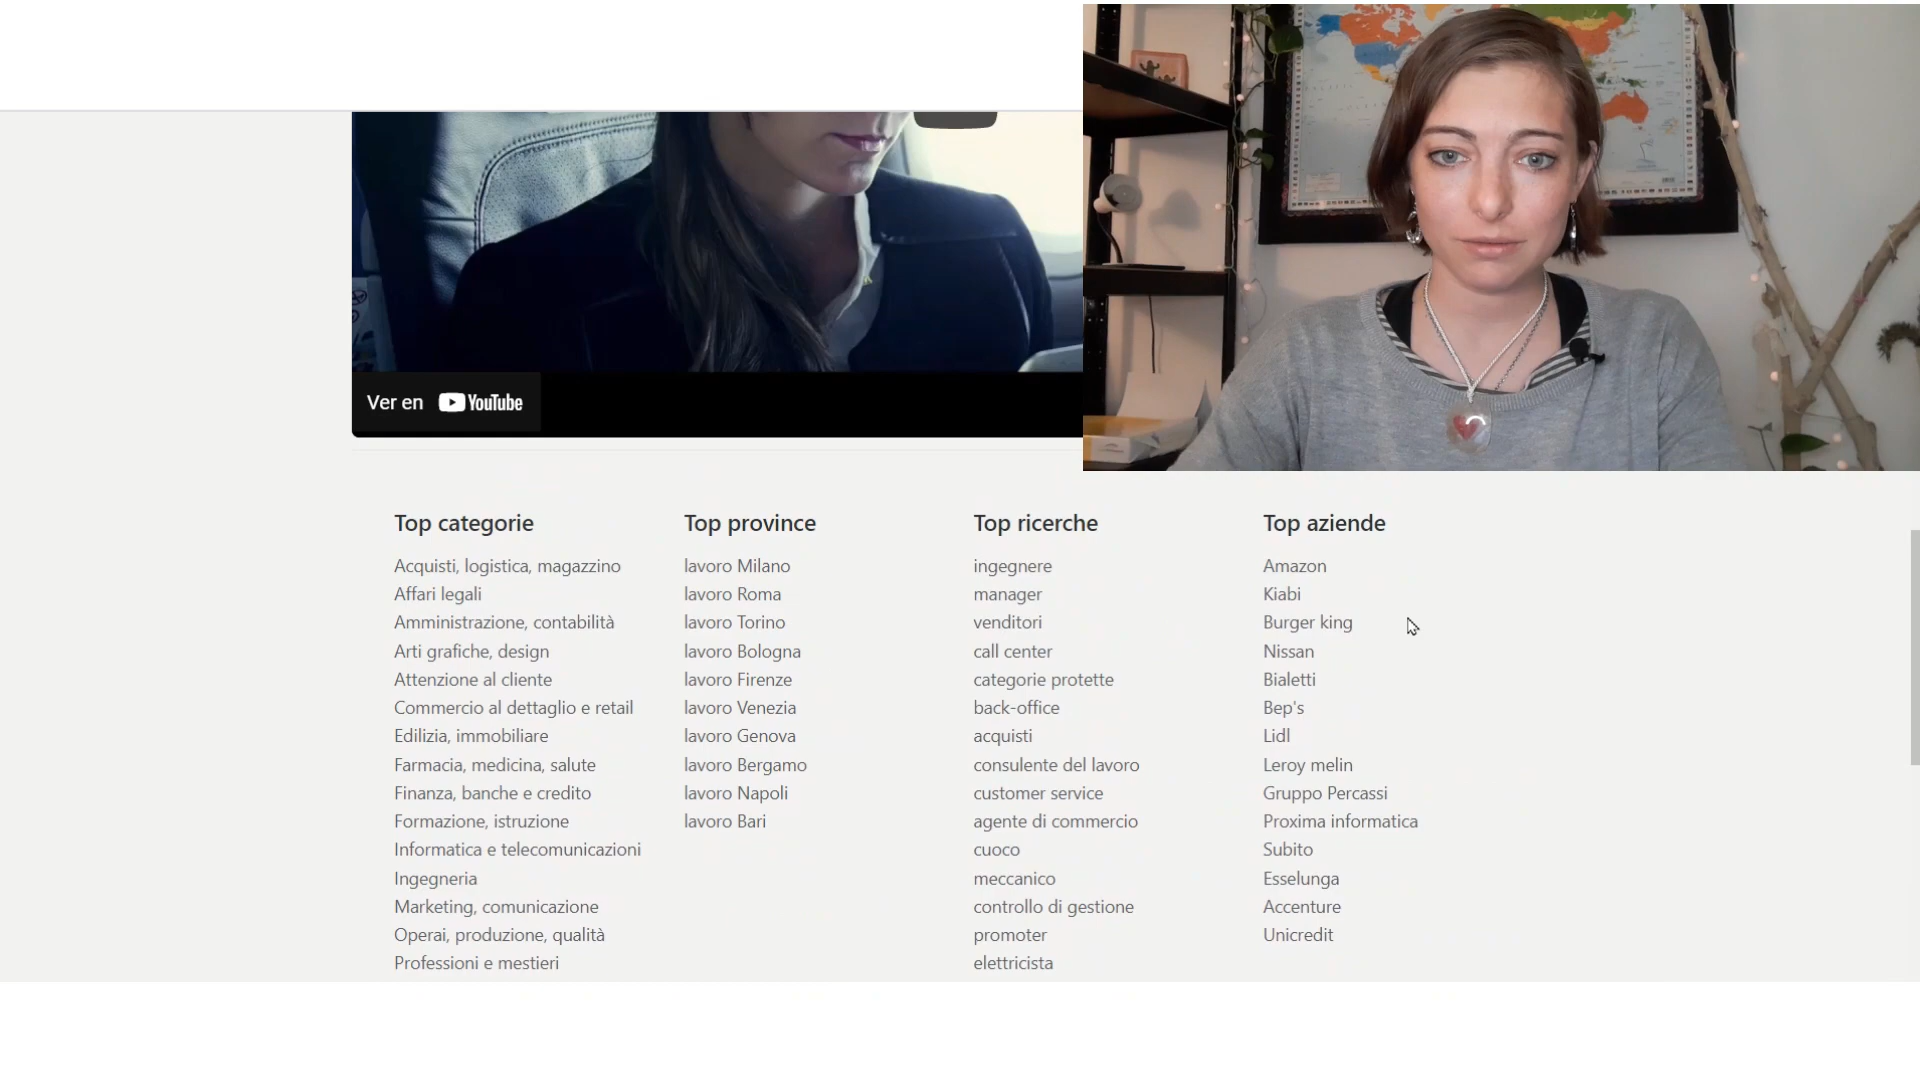 Ver en YouTube
Top categorie
Acquisti, logistica, magazzino
Affari legali
Amministrazione, contabilità
Arti grafiche, design
Attenzione al cliente
Commercio al dettaglio e retail
Edilizia, immobiliare
Farmacia, medicina, salute
Finanza, banche e credito
Formazione, istruzione
Informatica e telecomunicazioni
Ingegneria
Marketing, comunicazione
Operai, produzione, qualità
Professioni e mestieri
Top province
lavoro Milano
lavoro Roma
lavoro Torino
lavoro Bologna
lavoro Firenze
lavoro Venezia
lavoro Genova
lavoro Bergamo
lavoro Napoli
lavoro Bari
Top ricerche
ingegnere
manager
venditori
call center
categorie protette
back-office
acquisti
consulente del lavoro
customer service
agente di commercio
cuoco
meccanico
controllo di gestione
promoter
elettricista
Top aziende
Amazon
Kiabi
Burger king
Nissan
Bialetti
Bep's
Lidl
Leroy melin
Gruppo Percassi
Proxima informatica
Subito
Esselunga
Accenture
Unicredit